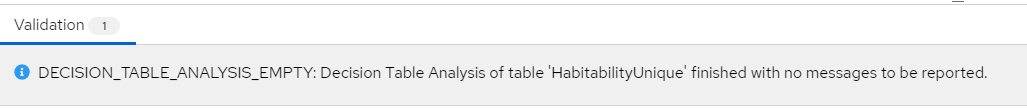 Validation 1
DECISION_TABLE_ANALYSIS_EMPTY: Decision Table Analysis of table 'HabitabilityUnique' finished with no messages to be reported.